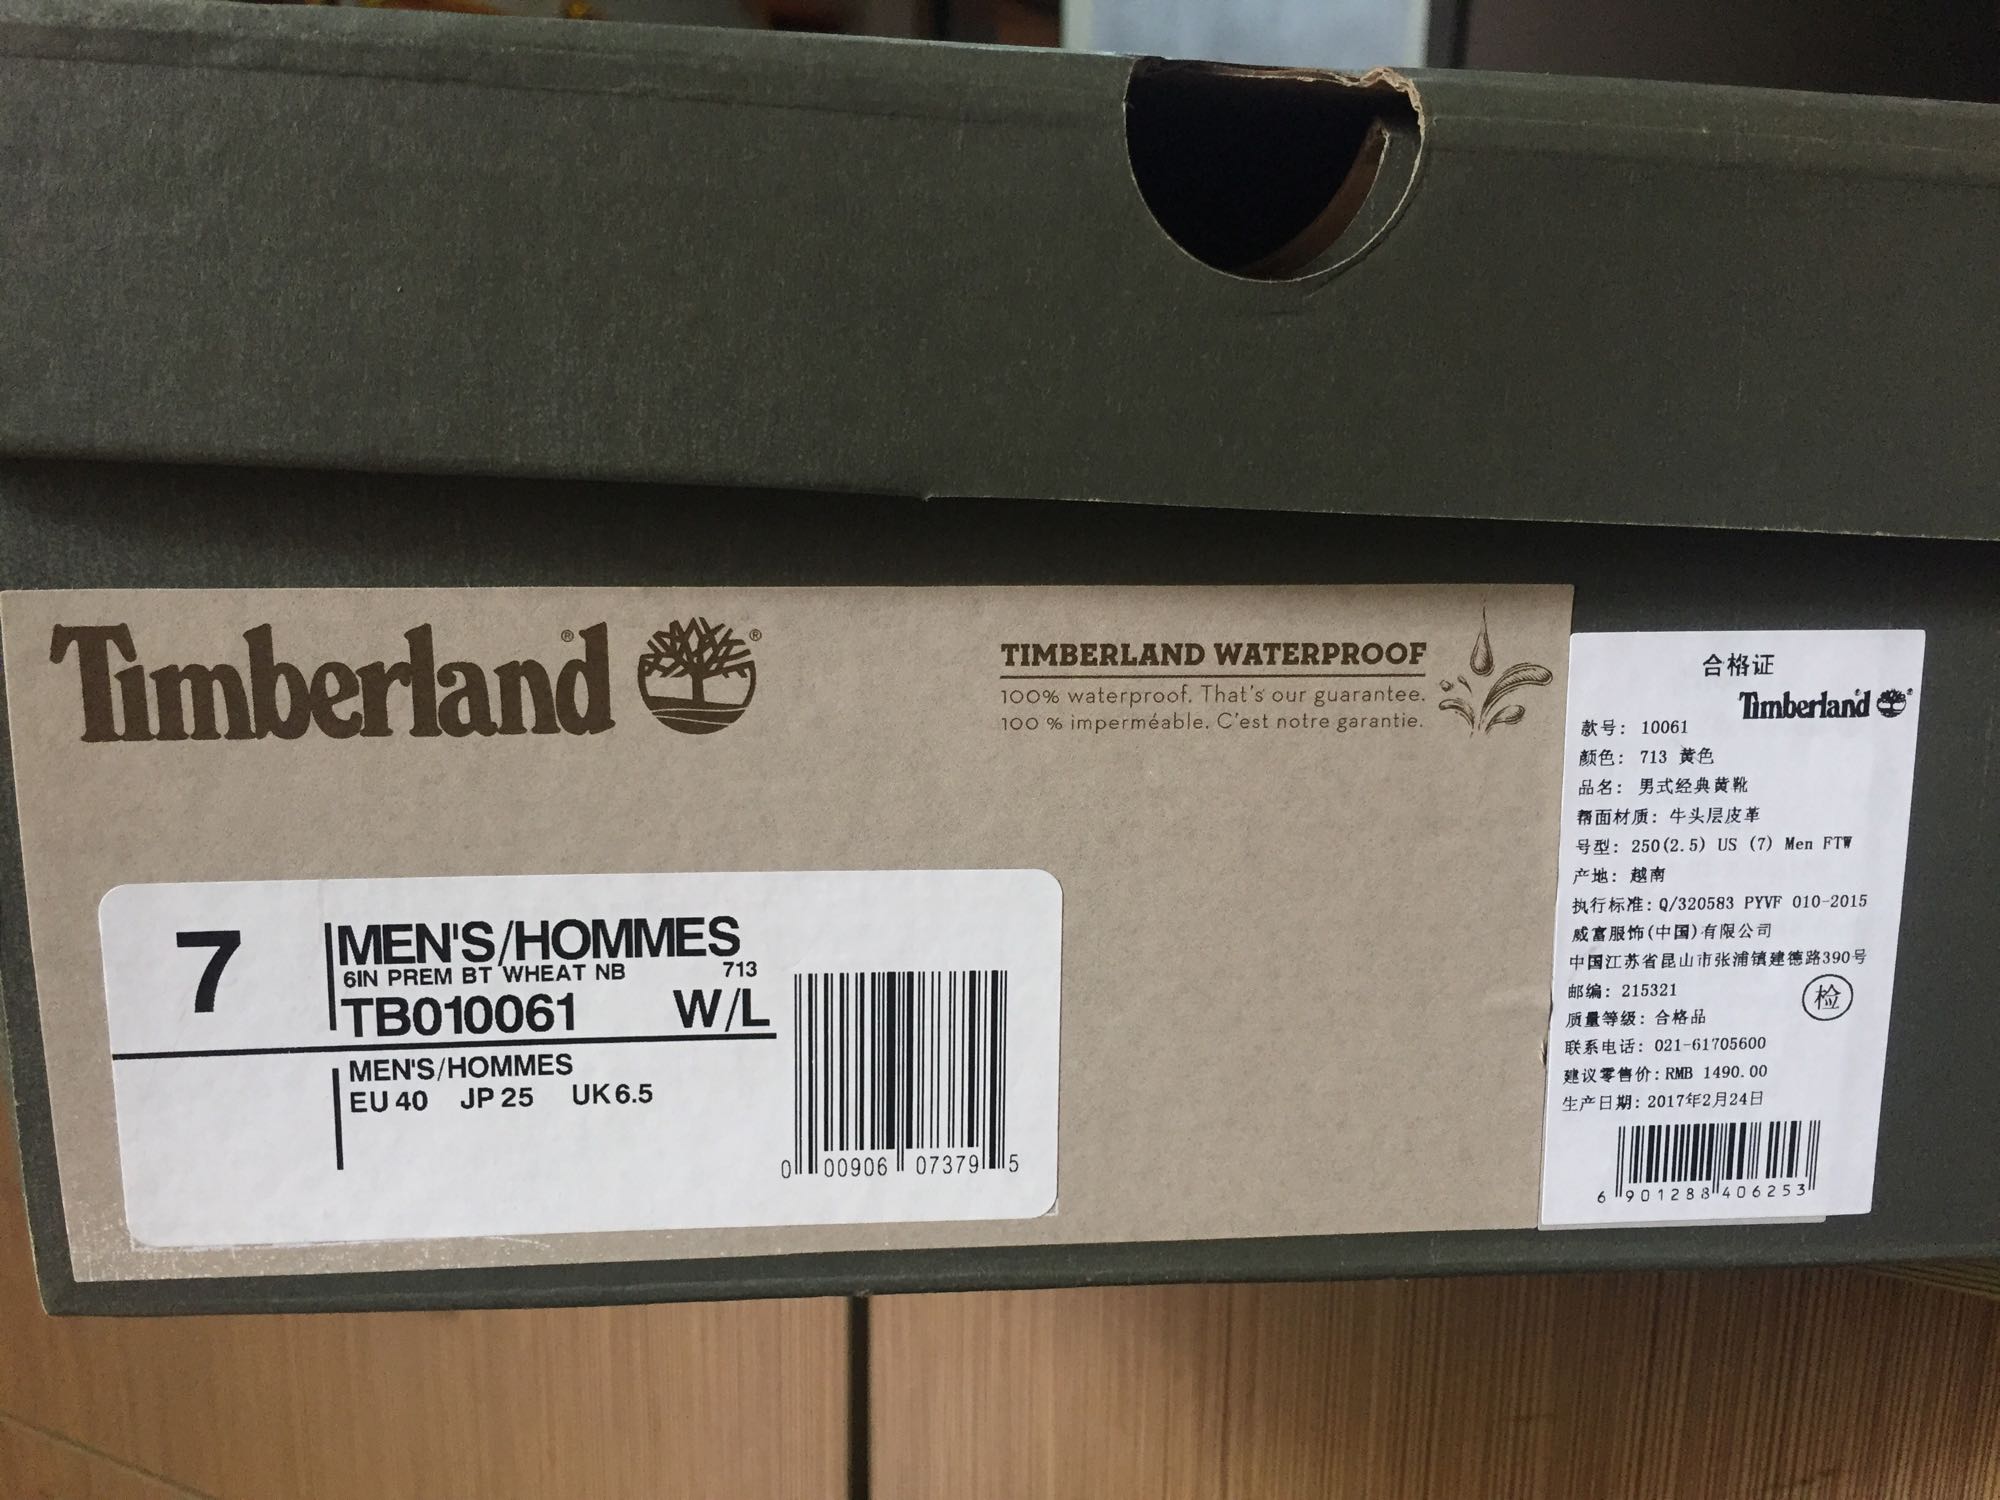 Timberland®
TIMBERLAND WATERPROOF
100% waterproof. That's our guarantee.
100 % imperméable. C'est notre garantie.
7
MEN'S/HOMMES
6IN PREM BT WHEAT NB 713
TB010061 W/L
MEN'S/HOMMES
EU 40 JP 25 UK 6.5
0 00906 07379 5
合格证
Timberland
款号: 10061
颜色: 713 黄色
品名: 男式经典黄靴
帮面材质: 牛头层皮革
号型: 250(2.5) US (7) Men FTW
产地: 越南
执行标准: Q/320583 PYVF 010-2015
威富服饰(中国)有限公司
中国江苏省昆山市张浦镇建德路390号
邮编: 215321
检
质量等级: 合格品
联系电话: 021-61705600
建议零售价: RMB 1490.00
生产日期: 2017年2月24日
6 901288 406253